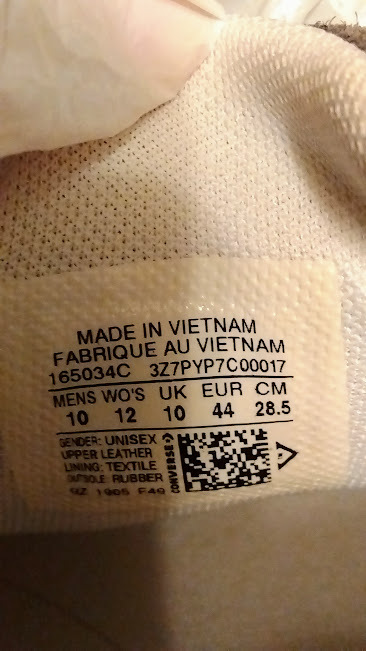 MADE IN VIETNAM
FABRIQUE AU VIETNAM
165034C 3Z7PYP7C00017
MENS WO'S UK EUR CM
10 12 10 44 28.5
GENDER: UNISEX
UPPER LEATHER
LINING: TEXTILE
OUTSOLE: RUBBER
1905
CONVERSE